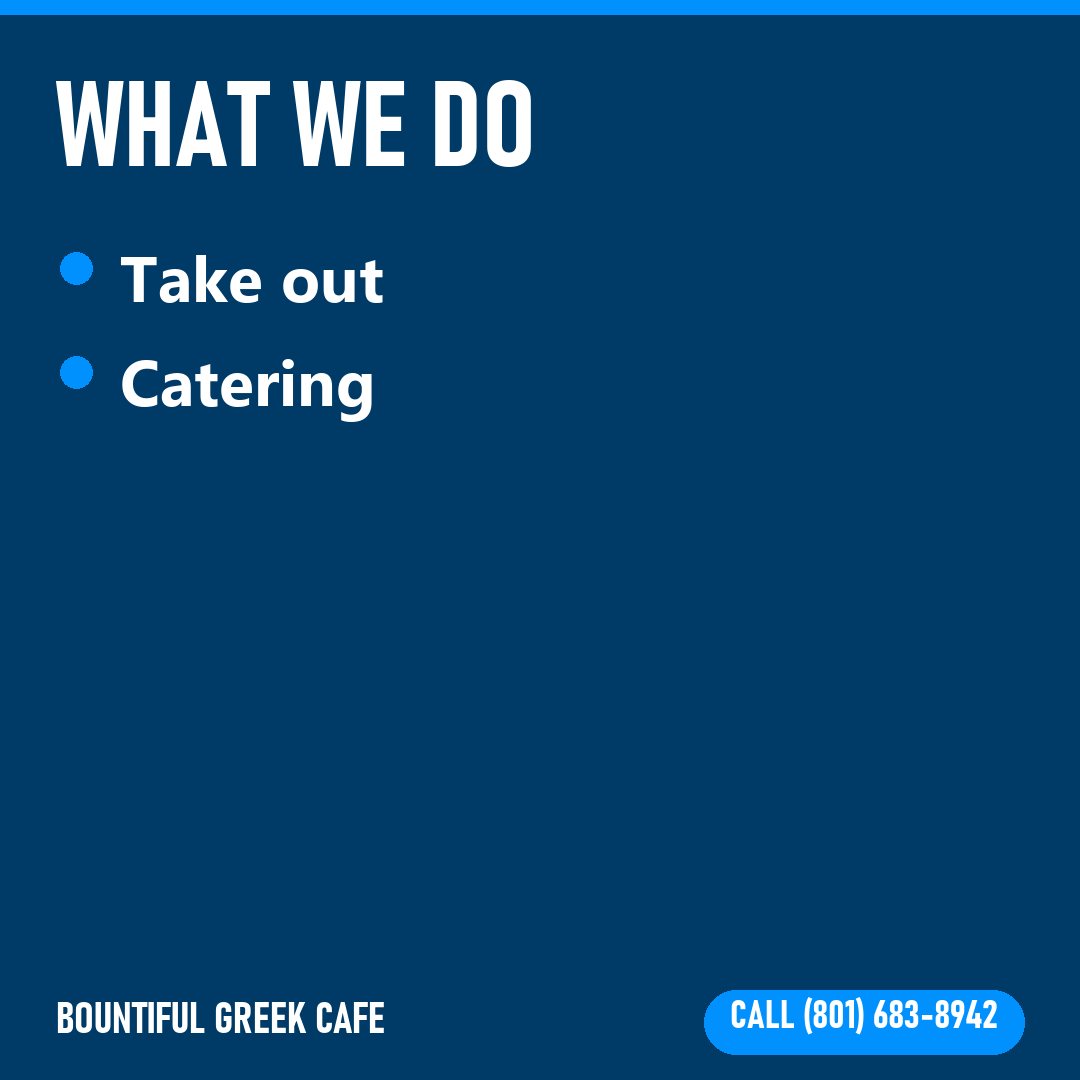 WHAT WE DO
Take out
Catering
BOUNTIFUL GREEK CAFE
CALL (801) 683-8942